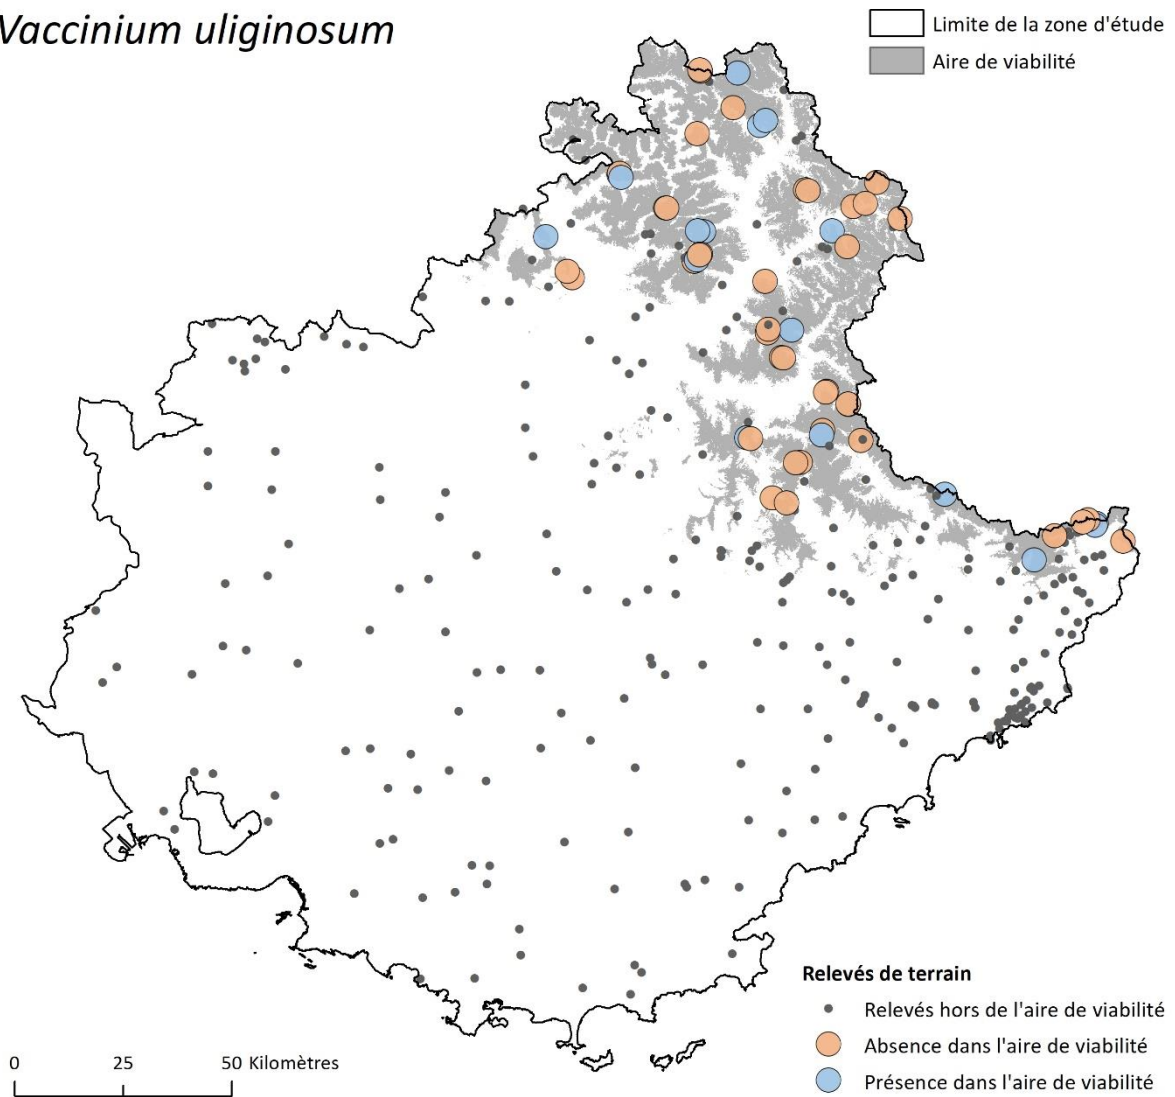 Vaccinium uliginosum
Limite de la zone d'étude
Aire de viabilité
Relevés de terrain
Relevés hors de l'aire de viabilité
Absence dans l'aire de viabilité
Présence dans l'aire de viabilité
0 25 50 Kilomètres